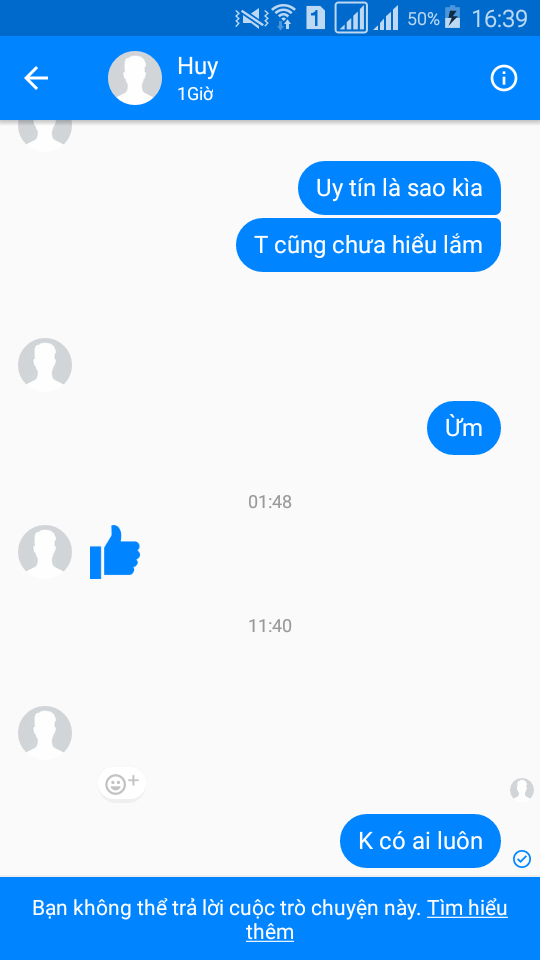 1 50% 16:39
Huy
1Giờ
Uy tín là sao kìa
T cũng chưa hiểu lắm
Ừm
01:48
11:40
K có ai luôn
Bạn không thể trả lời cuộc trò chuyện này. Tìm hiểu
thêm